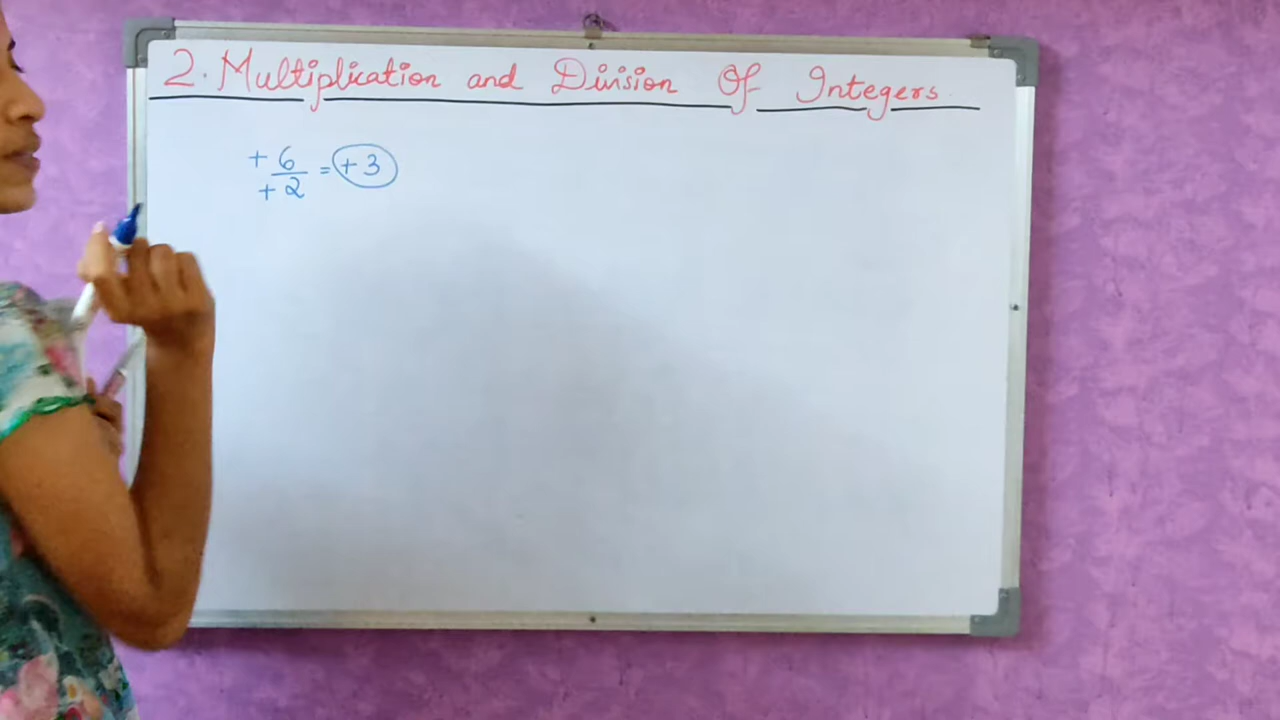 2. Multiplication and Division Of Integers
+6/+2 = +3